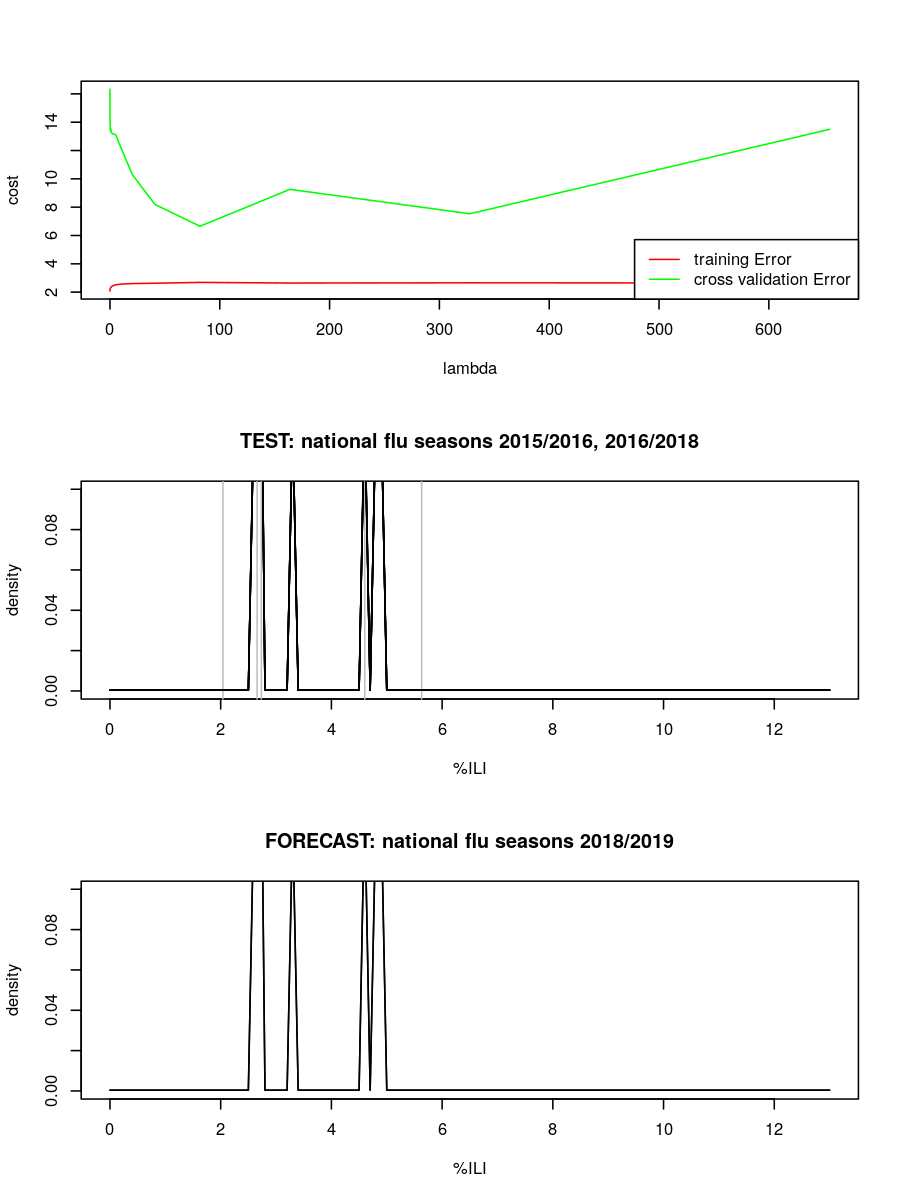 cost
14
10
8
6
4
2
training Error
cross validation Error
0 100 200 300 400 500 600
lambda
TEST: national flu seasons 2015/2016, 2016/2018
density
0.08
0.04
0.00
0 2 4 6 8 10 12
%ILI
FORECAST: national flu seasons 2018/2019
density
0.08
0.04
0.00
0 2 4 6 8 10 12
%ILI